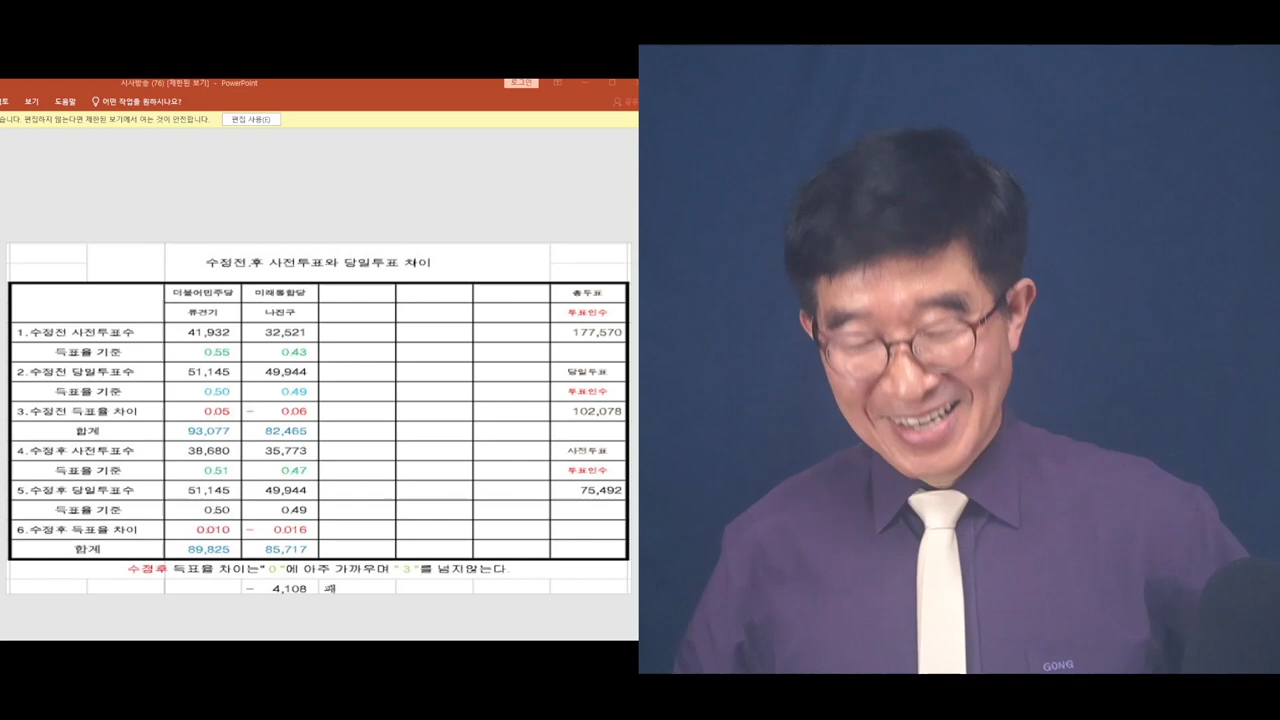 시사방송 (76) [제한된 보기] - PowerPoint
로그인
보기 도움말 어떤 작업을 원하시나요?
습니다. 편집하지 않는다면 제한된 보기에서 여는 것이 안전합니다. 편집 사용(E)
수정전.후 사전투표와 당일투표 차이
더불어민주당 미래통합당 총투표
류경기 나진구 투표인수
1.수정전 사전투표수 41,932 32,521 177,570
득표율 기준 0.55 0.43
2.수정전 당일투표수 51,145 49,944 당일투표
득표율 기준 0.50 0.49 투표인수
3.수정전 득표율 차이 0.05 - 0.06 102,078
합계 93,077 82,465
4.수정후 사전투표수 38,680 35,773 사전투표
득표율 기준 0.51 0.47 투표인수
5.수정후 당일투표수 51,145 49,944 75,492
득표율 기준 0.50 0.49
6.수정후 득표율 차이 0.010 - 0.016
합계 89,825 85,717
수정후 득표율 차이는"0"에 아주 가까우며 "3"를 넘지않는다.
- 4,108 패
GONG